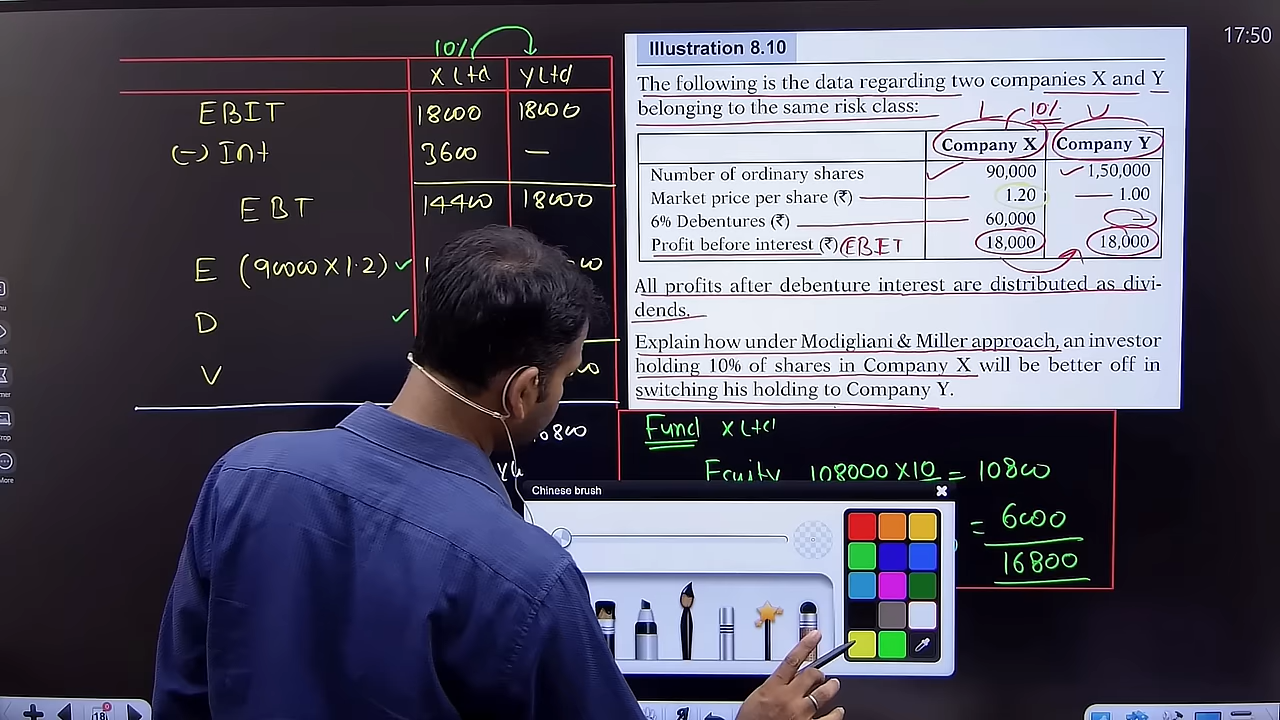 17:50
10%
X Ltd Y Ltd
EBIT 18000 18000
(-) Int 3600 —
EBT 14400 18000
E (90000 X 1.2) ✓
D ✓
V
Illustration 8.10
The following is the data regarding two companies X and Y
belonging to the same risk class:
L 10% U
Company X Company Y
Number of ordinary shares 90,000 1,50,000
Market price per share (₹) 1.20 1.00
6% Debentures (₹) 60,000 —
Profit before interest (₹) EBIT 18,000 18,000
All profits after debenture interest are distributed as divi-
dends.
Explain how under Modigliani & Miller approach, an investor
holding 10% of shares in Company X will be better off in
switching his holding to Company Y.
Fund X Ltd
Equity 108000 X 10 = 10800
= 6000
16800
Chinese brush
18